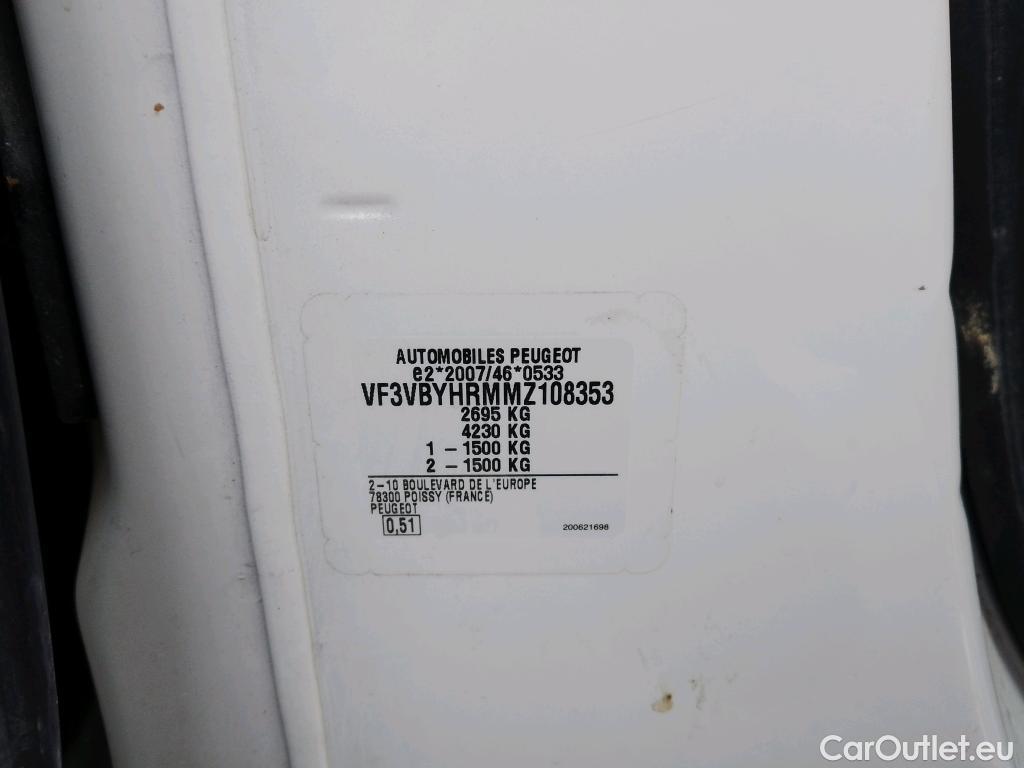 AUTOMOBILES PEUGEOT
e2*2007/46*0533
VF3VBYHRMMZ108353
2695 KG
4230 KG
1 - 1500 KG
2 - 1500 KG
2-10 BOULEVARD DE L'EUROPE
78300 POISSY (FRANCE)
PEUGEOT
0,51
200621698
CarOutlet.eu